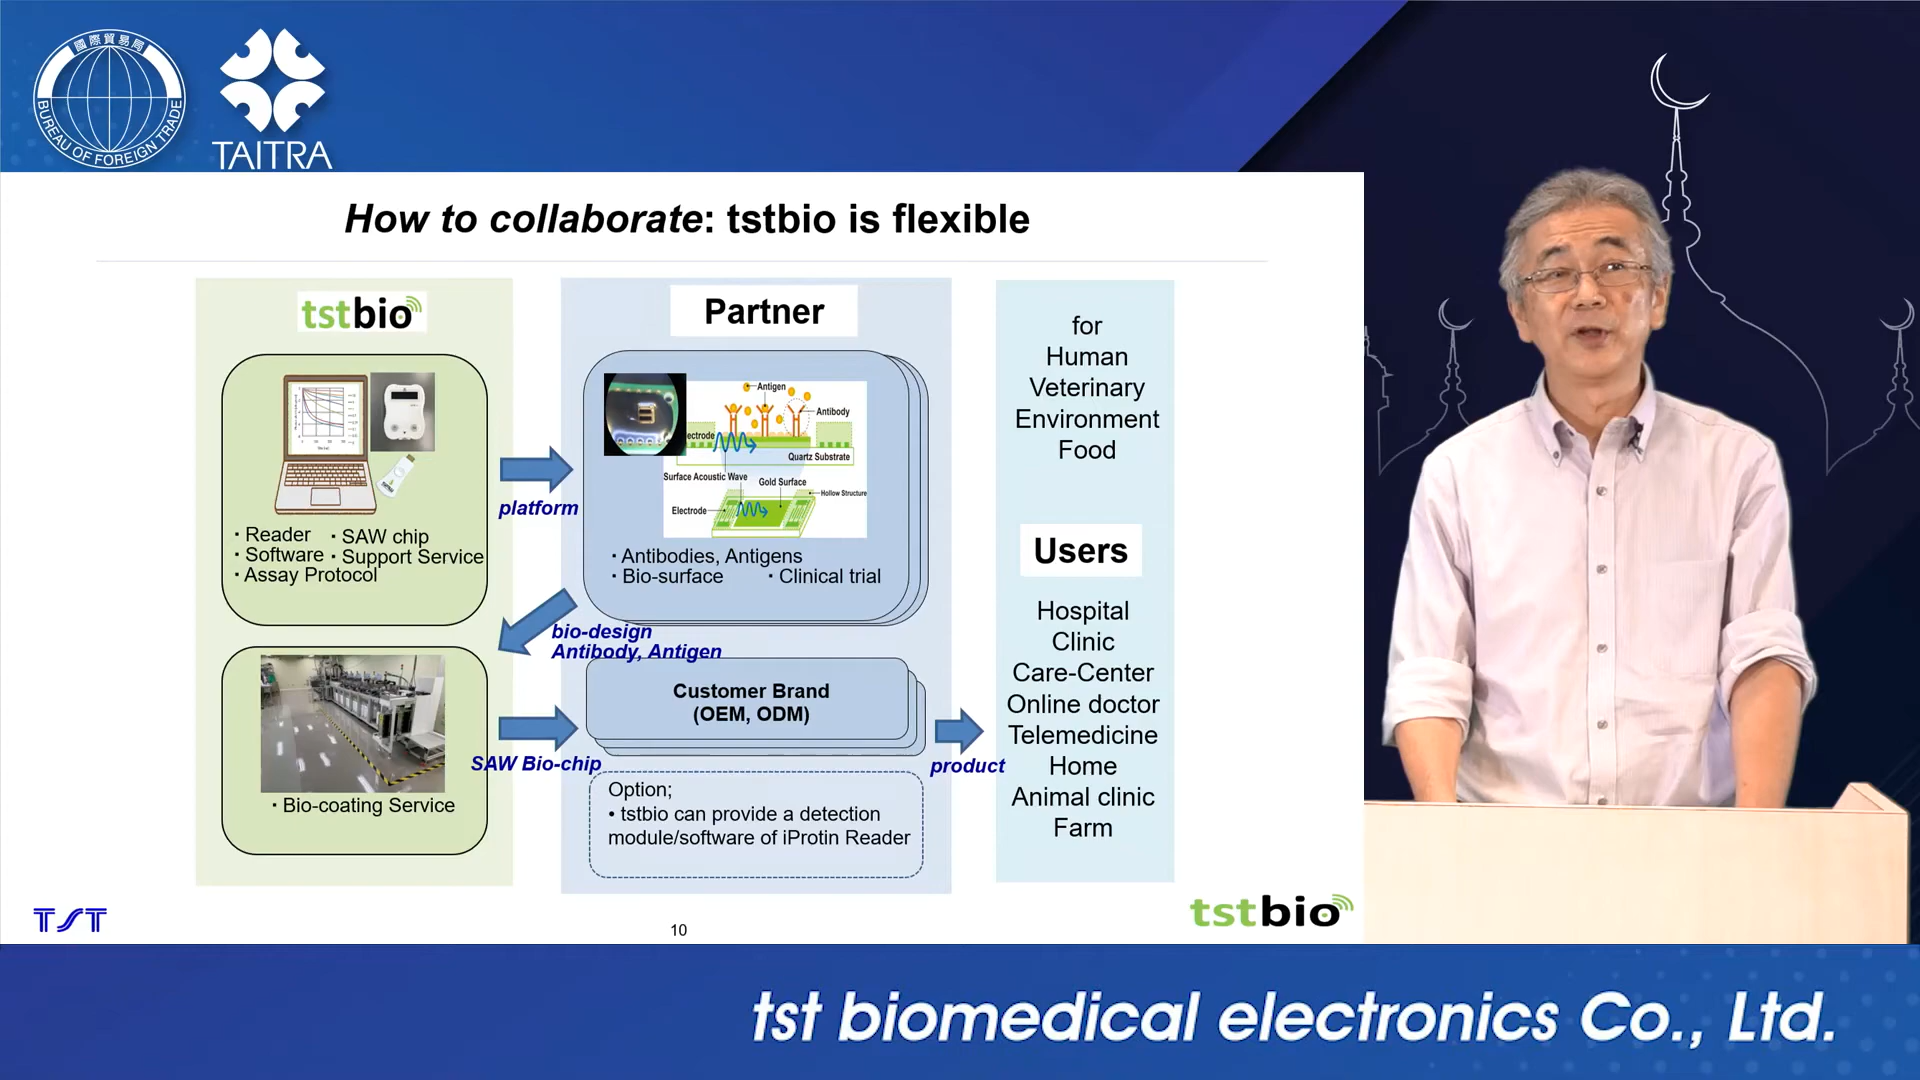 國際貿易局
BUREAU OF FOREIGN TRADE
TAITRA
How to collaborate: tstbio is flexible
tstbio
· Reader
· SAW chip
· Software
· Support Service
· Assay Protocol
platform
Partner
Antigen
Antibody
Quartz Substrate
Surface Acoustic Wave
Gold Surface
Hollow Structure
Electrode
· Antibodies, Antigens
· Bio-surface
· Clinical trial
bio-design
Antibody, Antigen
· Bio-coating Service
SAW Bio-chip
Customer Brand
(OEM, ODM)
Option;
• tstbio can provide a detection
module/software of iProtin Reader
product
for
Human
Veterinary
Environment
Food
Users
Hospital
Clinic
Care-Center
Online doctor
Telemedicine
Home
Animal clinic
Farm
TST
10
tstbio
tst biomedical electronics Co., Ltd.